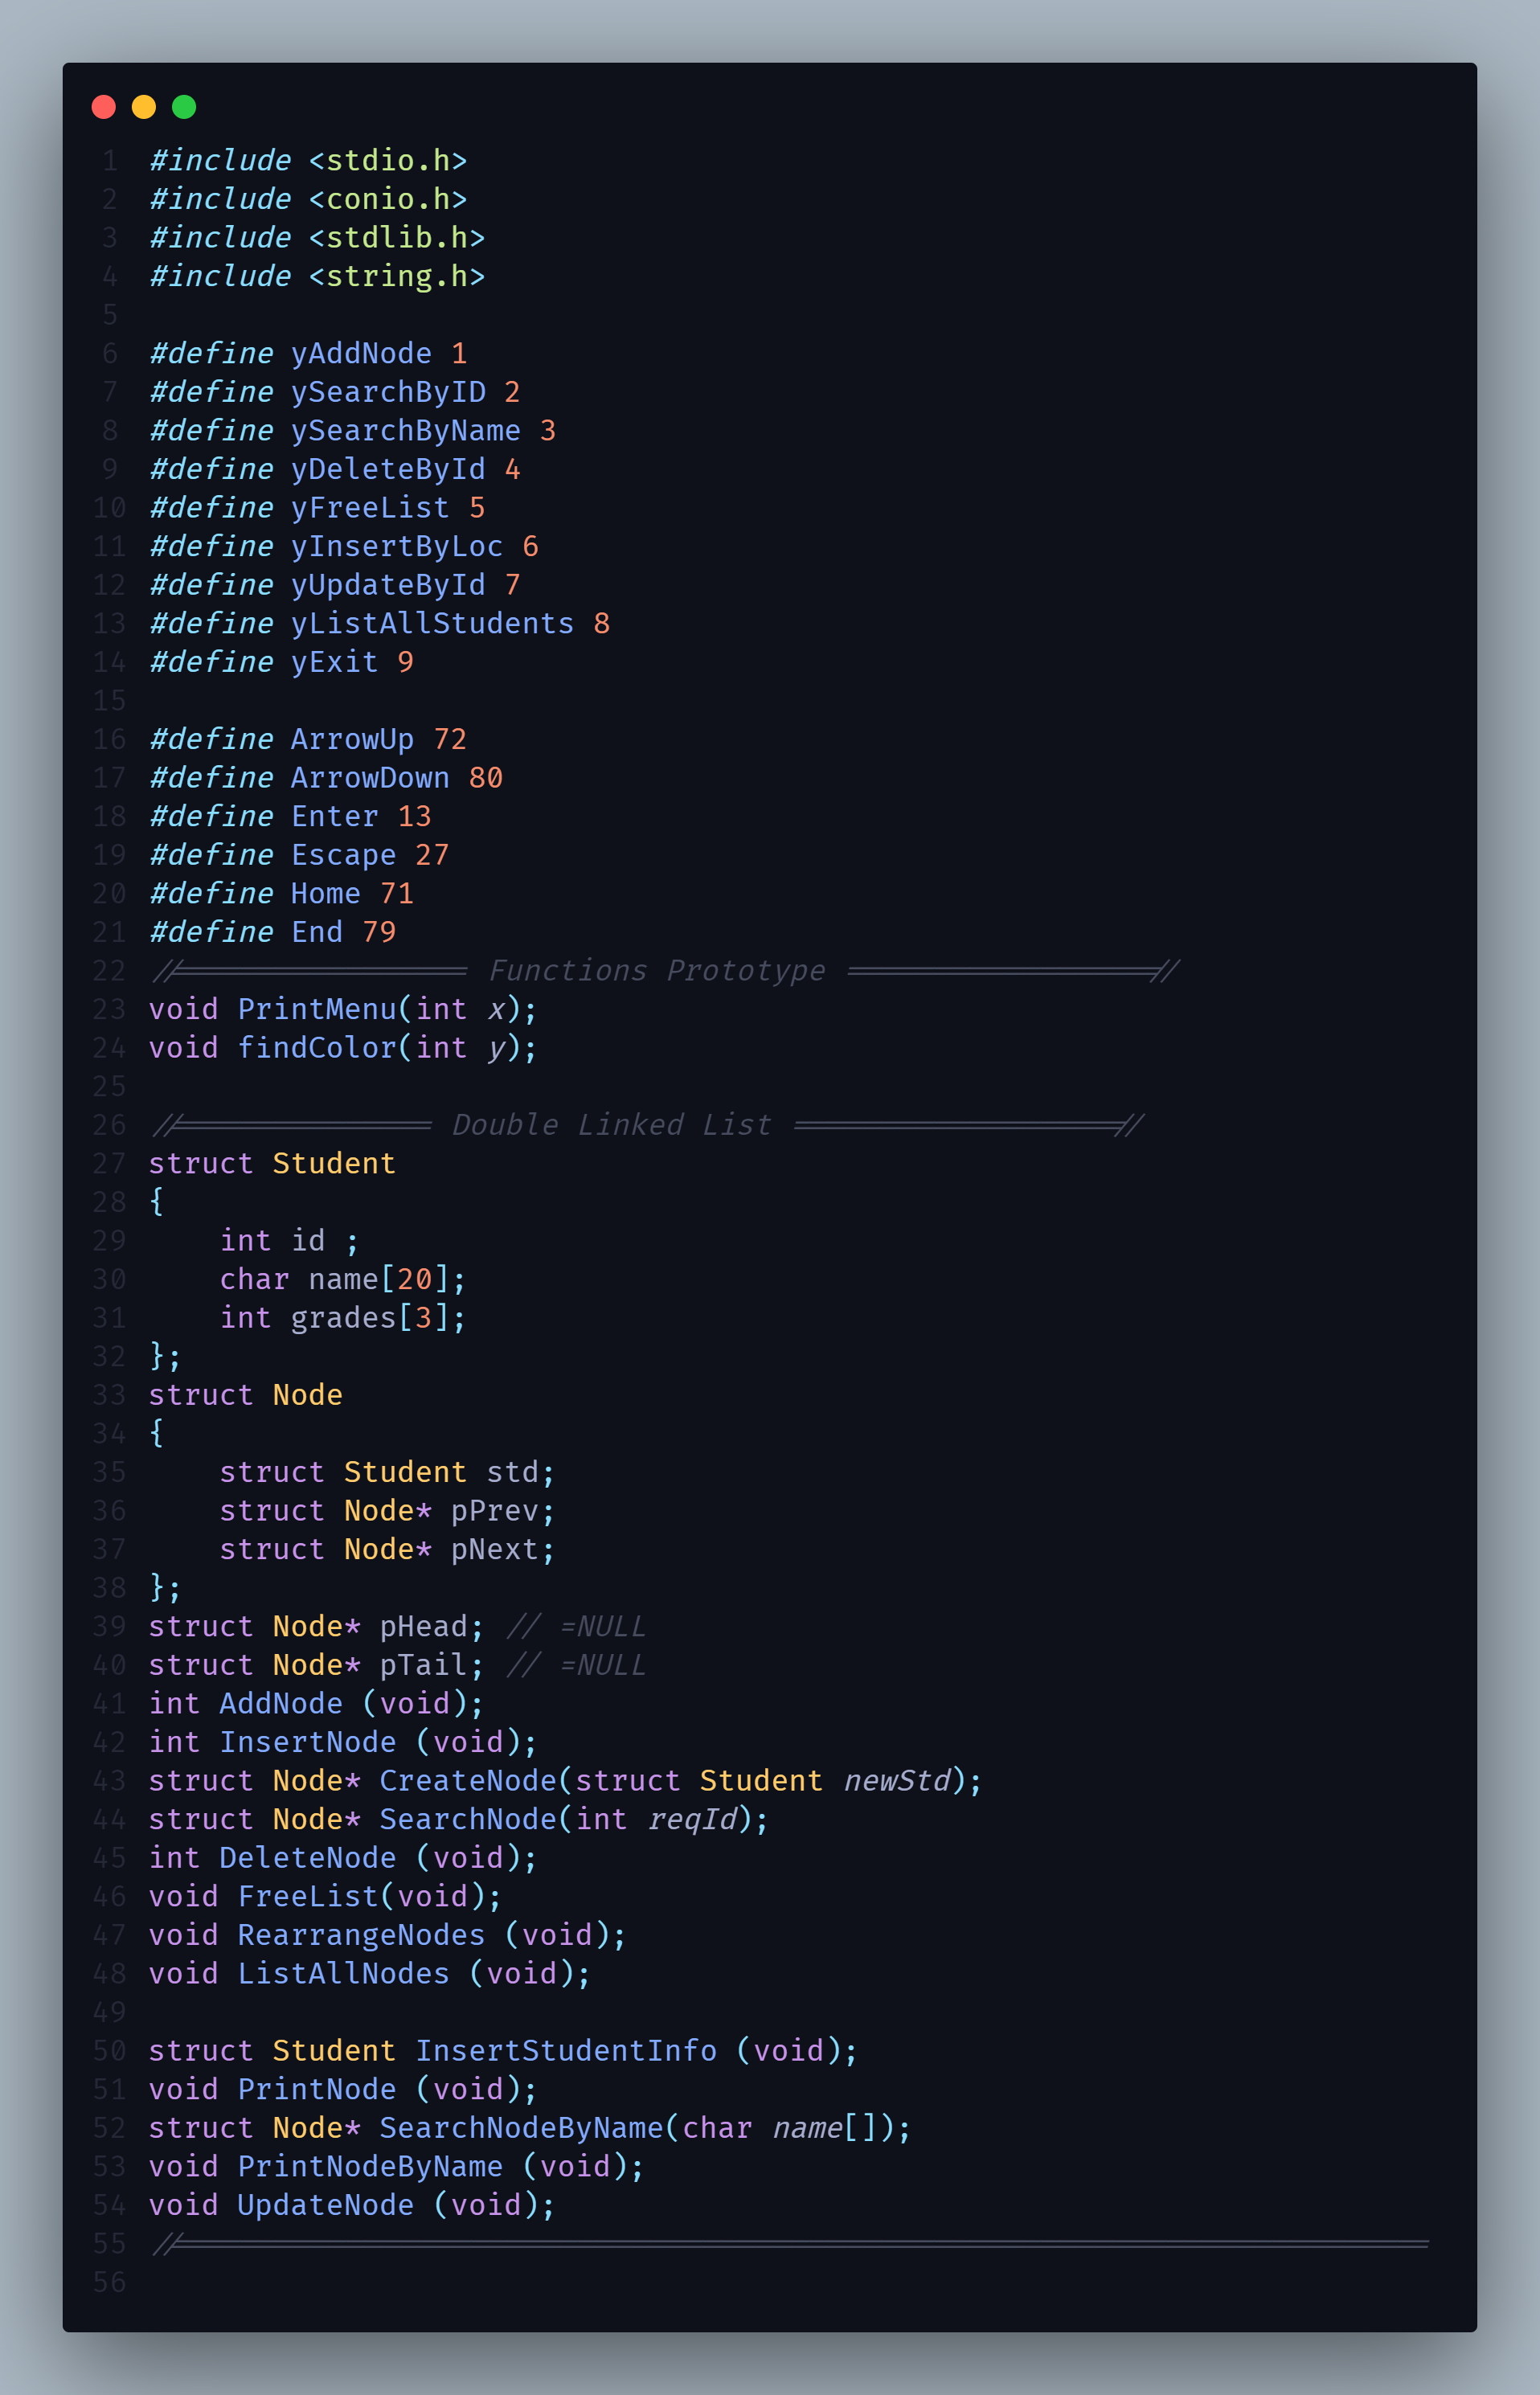 1 #include <stdio.h>
2 #include <conio.h>
3 #include <stdlib.h>
4 #include <string.h>
5
6 #define yAddNode 1
7 #define ySearchByID 2
8 #define ySearchByName 3
9 #define yDeleteById 4
10 #define yFreeList 5
11 #define yInsertByLoc 6
12 #define yUpdateById 7
13 #define yListAllStudents 8
14 #define yExit 9
15
16 #define ArrowUp 72
17 #define ArrowDown 80
18 #define Enter 13
19 #define Escape 27
20 #define Home 71
21 #define End 79
22 //================ Functions Prototype =================//
23 void PrintMenu(int x);
24 void findColor(int y);
25
26 //============== Double Linked List ==================//
27 struct Student
28 {
29     int id ;
30     char name[20];
31     int grades[3];
32 };
33 struct Node
34 {
35     struct Student std;
36     struct Node* pPrev;
37     struct Node* pNext;
38 };
39 struct Node* pHead; // =NULL
40 struct Node* pTail; // =NULL
41 int AddNode (void);
42 int InsertNode (void);
43 struct Node* CreateNode(struct Student newStd);
44 struct Node* SearchNode(int reqId);
45 int DeleteNode (void);
46 void FreeList(void);
47 void RearrangeNodes (void);
48 void ListAllNodes (void);
49
50 struct Student InsertStudentInfo (void);
51 void PrintNode (void);
52 struct Node* SearchNodeByName(char name[]);
53 void PrintNodeByName (void);
54 void UpdateNode (void);
55 //======================================================================
56